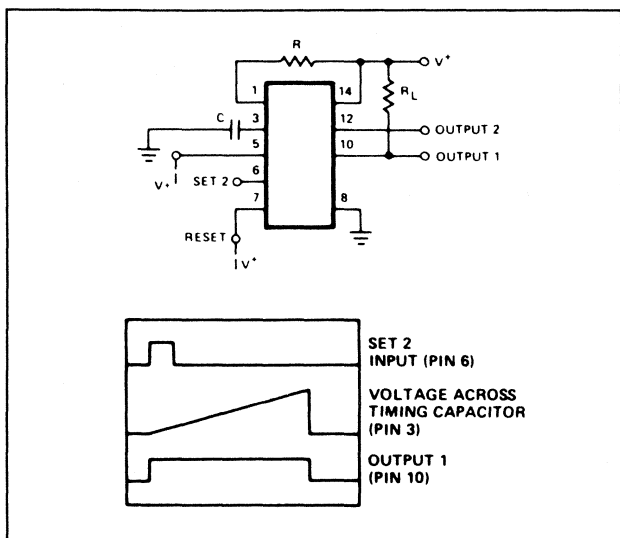 R
V+
1
14
RL
C
3
12
OUTPUT 2
5
10
OUTPUT 1
V+
6
SET 2
7
8
RESET
V+
SET 2
INPUT (PIN 6)
VOLTAGE ACROSS
TIMING CAPACITOR
(PIN 3)
OUTPUT 1
(PIN 10)